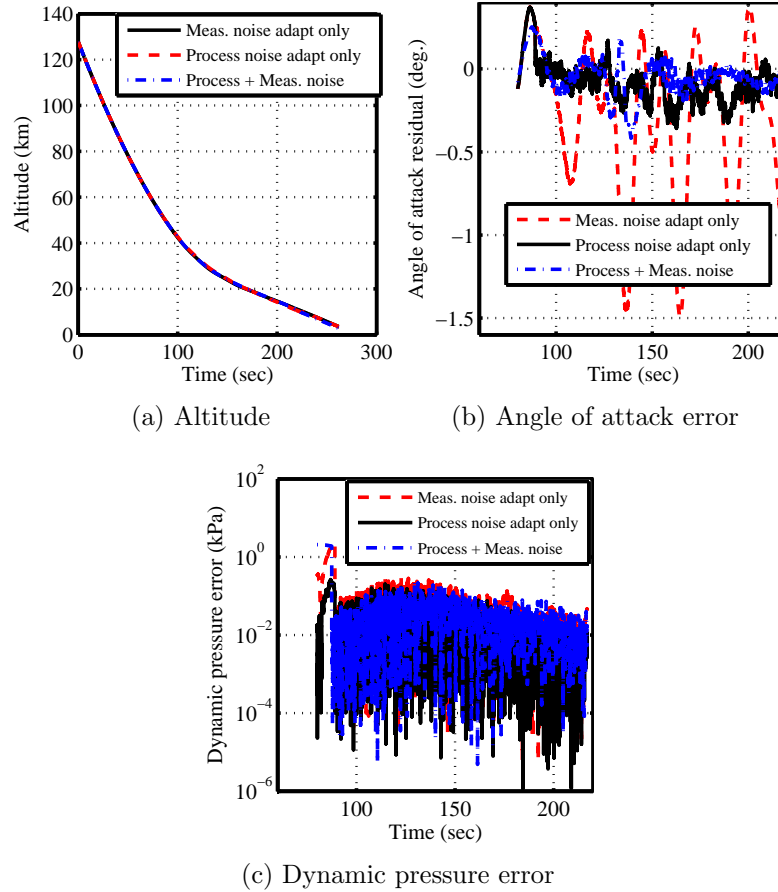 140
120
100
80
60
40
20
0
Altitude (km)
Meas. noise adapt only
Process noise adapt only
Process + Meas. noise
0 100 200 300
Time (sec)
(a) Altitude
0
−0.5
−1
−1.5
Angle of attack residual (deg.)
Meas. noise adapt only
Process noise adapt only
Process + Meas. noise
100 150 200
Time (sec)
(b) Angle of attack error
10^2
10^0
10^−2
10^−4
10^−6
Dynamic pressure error (kPa)
Meas. noise adapt only
Process noise adapt only
Process + Meas. noise
100 150 200
Time (sec)
(c) Dynamic pressure error